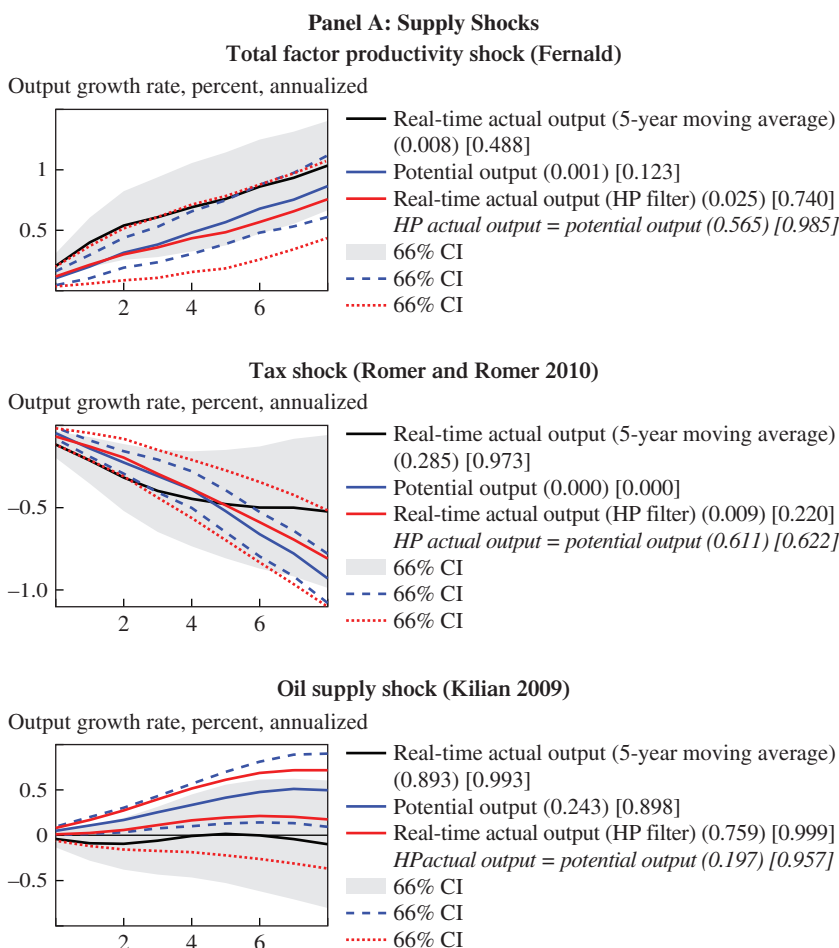 Panel A: Supply Shocks
Total factor productivity shock (Fernald)
Output growth rate, percent, annualized
1
0.5
2 4 6
Real-time actual output (5-year moving average)
(0.008) [0.488]
Potential output (0.001) [0.123]
Real-time actual output (HP filter) (0.025) [0.740]
HP actual output = potential output (0.565) [0.985]
66% CI
66% CI
66% CI
Tax shock (Romer and Romer 2010)
Output growth rate, percent, annualized
–0.5
–1.0
2 4 6
Real-time actual output (5-year moving average)
(0.285) [0.973]
Potential output (0.000) [0.000]
Real-time actual output (HP filter) (0.009) [0.220]
HP actual output = potential output (0.611) [0.622]
66% CI
66% CI
66% CI
Oil supply shock (Kilian 2009)
Output growth rate, percent, annualized
0.5
0
–0.5
2 4 6
Real-time actual output (5-year moving average)
(0.893) [0.993]
Potential output (0.243) [0.898]
Real-time actual output (HP filter) (0.759) [0.999]
HPactual output = potential output (0.197) [0.957]
66% CI
66% CI
66% CI